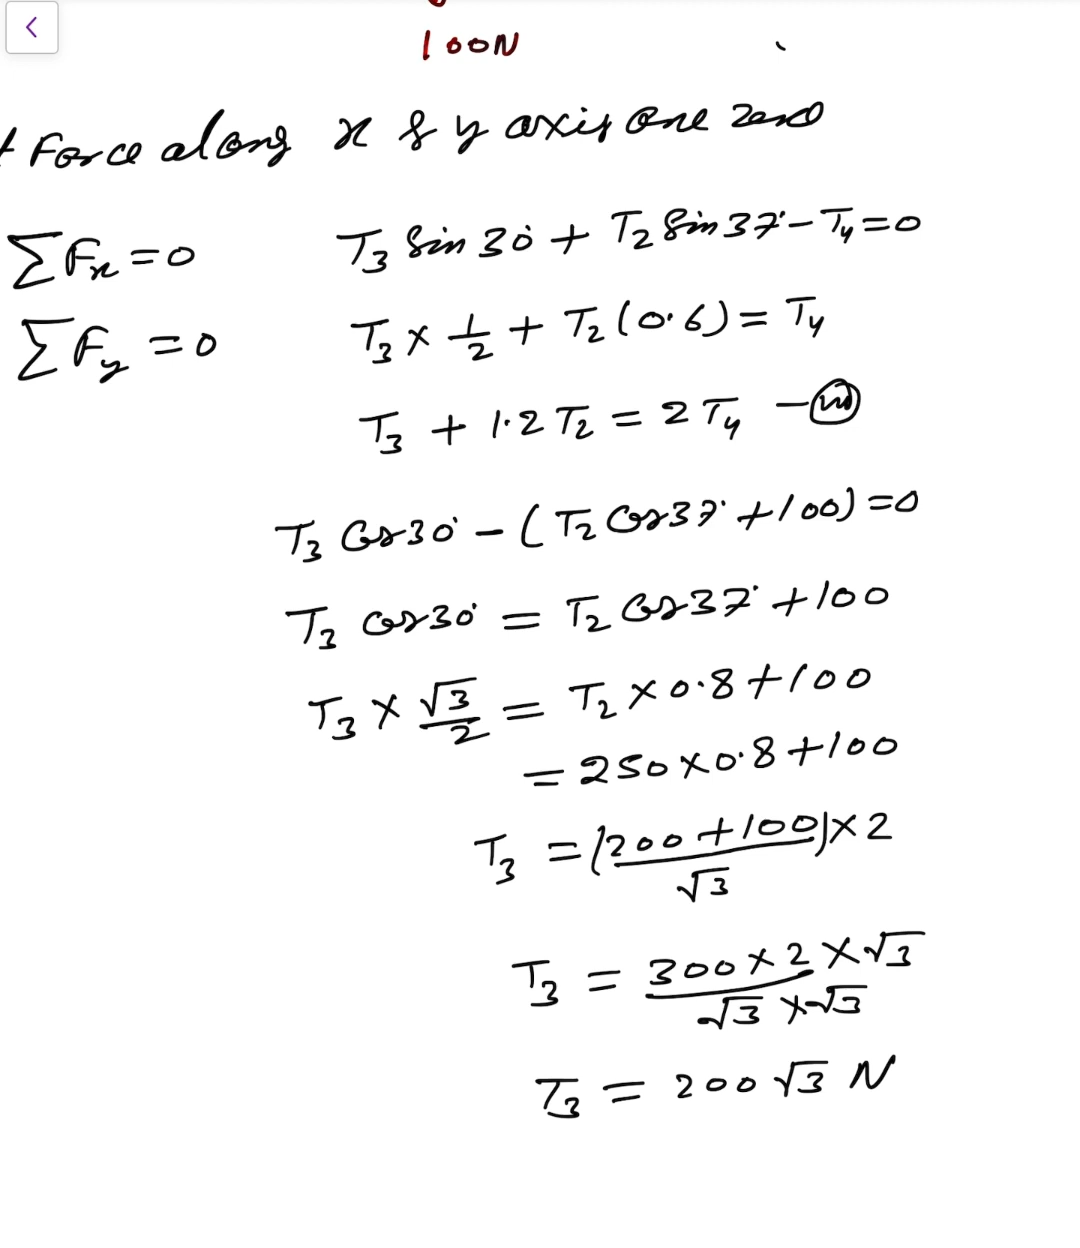 100N
Force along x & y axis are zero
∑Fx = 0 T₃ Sin 30° + T₂ Sin 37° - T₄ = 0
∑Fy = 0 T₃ × 1/2 + T₂(0.6) = T₄
T₃ + 1.2 T₂ = 2 T₄ -
T₃ Cos 30° - (T₂ Cos 37° + 100) = 0
T₃ cos 30° = T₂ Cos 37° + 100
T₃ × √3/2 = T₂ × 0.8 + 100
= 250 × 0.8 + 100
T₃ = (200 + 100) × 2 / √3
T₃ = 300 × 2 × √3 / √3 × √3
T₃ = 200 √3 N